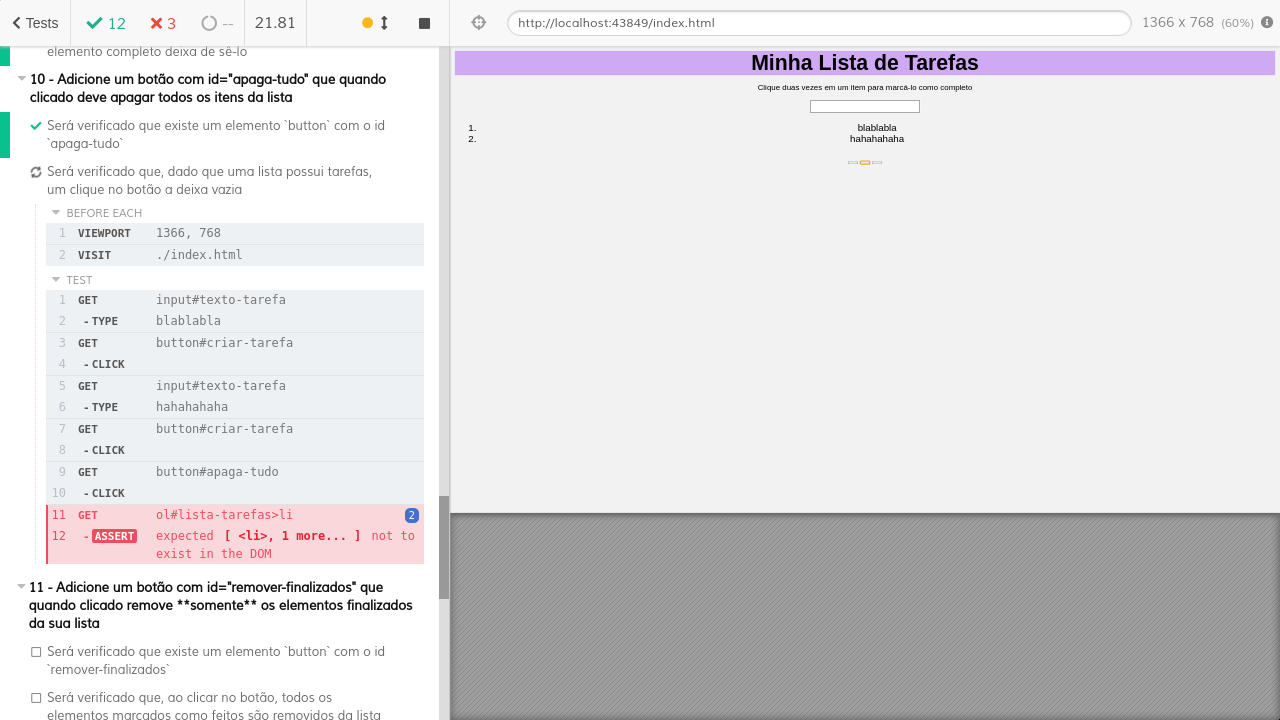 Tests 12 3 -- 21.81
elemento completo deixa de sê-lo
10 - Adicione um botão com id="apaga-tudo" que quando
clicado deve apagar todos os itens da lista
Será verificado que existe um elemento `button` com o id
`apaga-tudo`
Será verificado que, dado que uma lista possui tarefas,
um clique no botão a deixa vazia
BEFORE EACH
1 VIEWPORT 1366, 768
2 VISIT ./index.html
TEST
1 GET input#texto-tarefa
2 -TYPE blablabla
3 GET button#criar-tarefa
4 -CLICK
5 GET input#texto-tarefa
6 -TYPE hahahahaha
7 GET button#criar-tarefa
8 -CLICK
9 GET button#apaga-tudo
10 -CLICK
11 GET ol#lista-tarefas>li 2
12 -ASSERT expected [ <li>, 1 more... ] not to
exist in the DOM
11 - Adicione um botão com id="remover-finalizados" que
quando clicado remove **somente** os elementos finalizados
da sua lista
Será verificado que existe um elemento `button` com o id
`remover-finalizados`
Será verificado que, ao clicar no botão, todos os
elementos marcados como feitos são removidos da lista
http://localhost:43849/index.html 1366 x 768 (60%)
Minha Lista de Tarefas
Clique duas vezes em um item para marcá-lo como completo
1. blablabla
2. hahahahaha